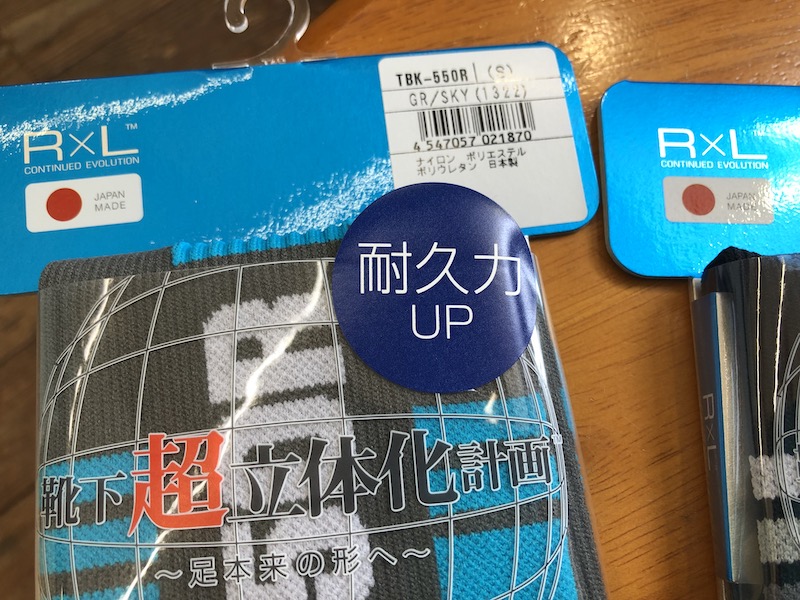 R×L™
CONTINUED EVOLUTION
JAPAN
MADE
TBK-550R (S)
GR/SKY(1322)
4 547057 021870
ナイロン ポリエステル
ポリウレタン 日本製
R×L
CONTINUED EVOLUTION
JAPAN
MADE
耐久力
UP
靴下超立体化計画
～足本来の形へ～
R×L